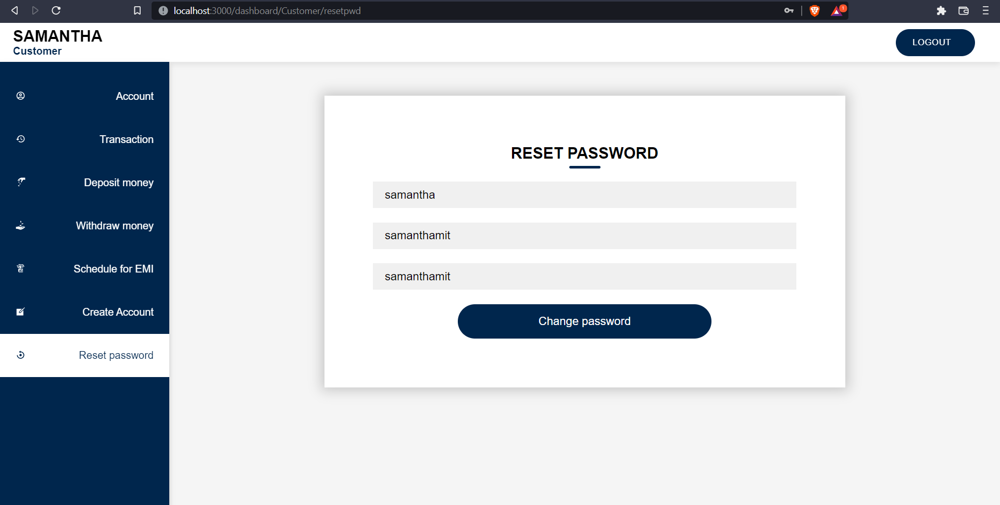 localhost:3000/dashboard/Customer/resetpwd
1
SAMANTHA
Customer
LOGOUT
Account
Transaction
Deposit money
Withdraw money
Schedule for EMI
Create Account
Reset password
RESET PASSWORD
samantha
samanthamit
samanthamit
Change password